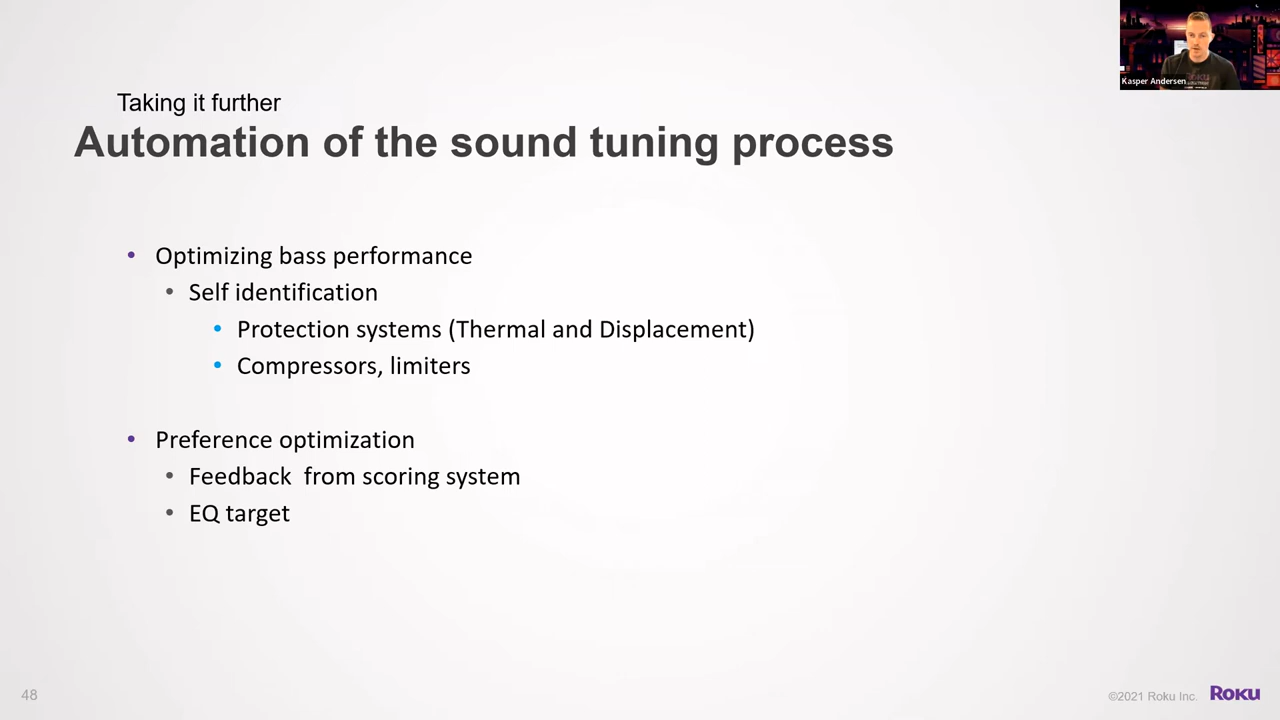 Kasper Andersen
Taking it further
Automation of the sound tuning process
• Optimizing bass performance
• Self identification
• Protection systems (Thermal and Displacement)
• Compressors, limiters
• Preference optimization
• Feedback  from scoring system
• EQ target
48
©2021 Roku Inc.
Roku